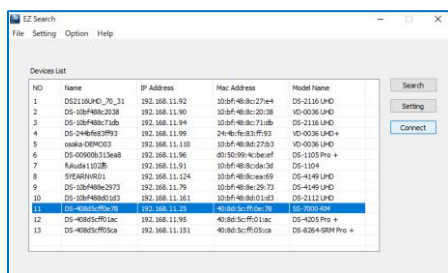 EZ Search
File Setting Option Help
Devices List
NO Name IP Address Mac Address Model Name
1 DS2116UHD_70_31 192.168.11.92 10:bf:48:8c:27:e4 DS-2116 UHD
2 DS-10bf488c2038 192.168.11.90 10:bf:48:8c:20:38 VD-0036 UHD
3 DS-10bf488c71db 192.168.11.94 10:bf:48:8c:71:db DS-2116 UHD
4 DS-244bfe83ff93 192.168.11.99 24:4b:fe:83:ff:93 VD-0036 UHD+
5 osaka-DEMO03 192.168.11.110 10:bf:48:8d:27:b3 VD-0036 UHD
6 DS-00900b313ea8 192.168.11.96 d0:50:99:4c:be:ef DS-1105 Pro +
7 fukuda1102あ 192.168.11.91 10:bf:48:8c:da:3d DS-1104
8 5YEARNVR01 192.168.11.124 10:bf:48:8c:ea:69 DS-4149 UHD
9 DS-10bf488e2973 192.168.11.79 10:bf:48:8e:29:73 DS-4149 UHD
10 DS-10bf488d01d3 192.168.11.161 10:bf:48:8d:01:d3 DS-2112 UHD
11 DS-408d5cff0e78 192.168.11.25 40:8d:5c:ff:0e:78 SS-7000-RM
12 DS-408d5cff01ac 192.168.11.95 40:8d:5c:ff:01:ac DS-4205 Pro +
13 DS-408d5cff05ca 192.168.11.151 40:8d:5c:ff:05:ca DS-8264-SRM Pro +
Search
Setting
Connect